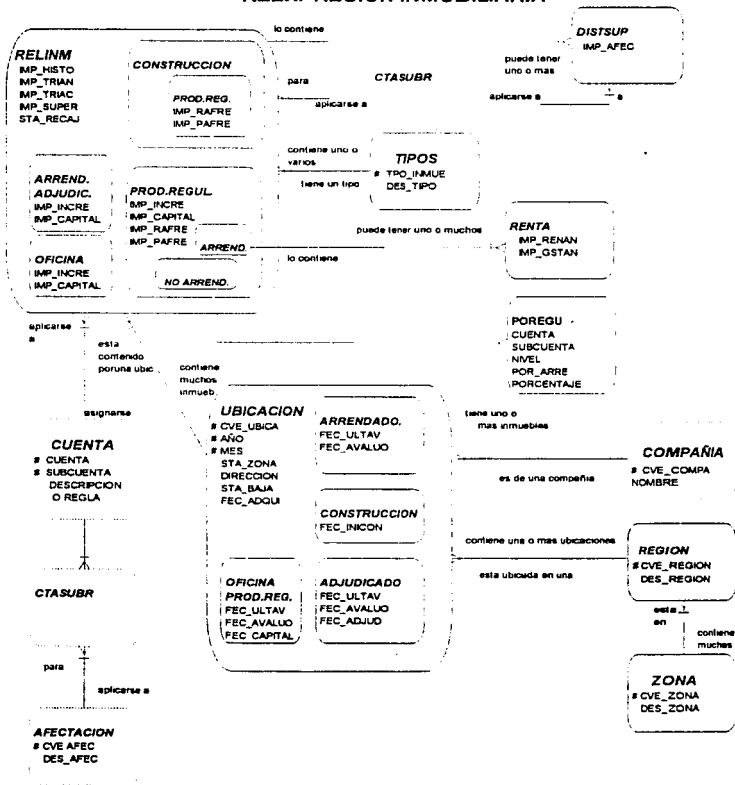 RELINM
IMP_HISTO
IMP_TRIAN
IMP_TRIAC
IMP_SUPER
STA_RECAJ
CONSTRUCCION
PROD.REG.
IMP_RAFRE
IMP_PAFRE
ARREND.
ADJUDIC.
IMP_INCRE
IMP_CAPITAL
PROD.REGUL.
IMP_INCRE
IMP_CAPITAL
IMP_RAFRE
IMP_PAFRE
ARREND.
NO ARREND.
OFICINA
IMP_INCRE
IMP_CAPITAL
lo contiene
para
aplicarse a
CTASUBR
DISTSUP
IMP_AFEC
puede tener
uno o mas
aplicarse a
a
contiene uno o
varios
tiene un tipo
TIPOS
# TPO_INMUE
DES_TIPO
puede tener uno o muchos
lo contiene
RENTA
IMP_RENAN
IMP_GSTAN
POREGU
CUENTA
SUBCUENTA
NIVEL
POR_ARRE
PORCENTAJE
aplicarse
a
esta
contenido
poruna ubic
contiene
muchos
inmueb.
asignarse
CUENTA
# CUENTA
# SUBCUENTA
DESCRIPCION
O REGLA
UBICACION
# CVE_UBICA
# AÑO
# MES
STA_ZONA
DIRECCION
STA_BAJA
FEC_ADQUI
ARRENDADO.
FEC_ULTAV
FEC_AVALUO
CONSTRUCCION
FEC_INICON
OFICINA
PROD.REG.
FEC_ULTAV
FEC_AVALUO
FEC_CAPITAL
ADJUDICADO
FEC_ULTAV
FEC_AVALUO
FEC_ADJUD
tiene uno o
mas inmuebles
es de una compañia
COMPAÑIA
# CVE_COMPA
NOMBRE
contiene una o mas ubicaciones
esta ubicada en una
REGION
# CVE_REGION
DES_REGION
esta
en
contiene
muchas
ZONA
# CVE_ZONA
DES_ZONA
CTASUBR
para
aplicarse a
AFECTACION
# CVE AFEC
DES_AFEC